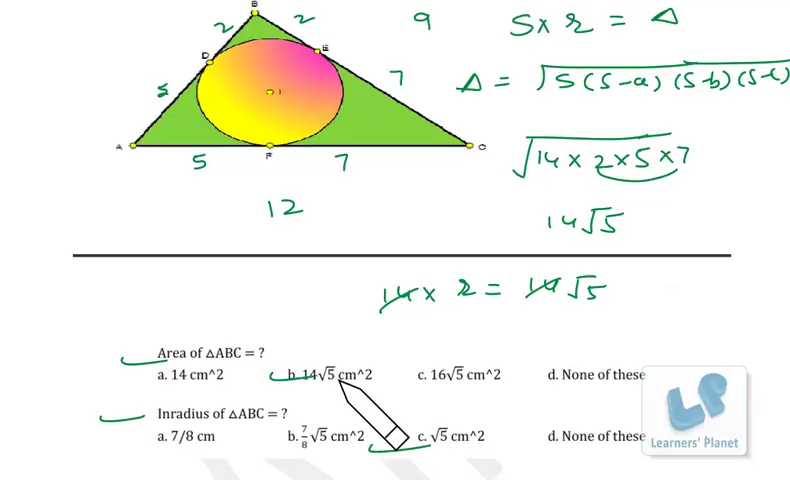 B
2
2
9
S x r = Δ
D
E
5
7
Δ = √S(S-a)(S-b)(S-c)
I
A
F
C
5
7
√14 x 2 x 5 x 7
12
14√5
14 x r = 14√5
Area of △ABC = ?
a. 14 cm^2 b. 14√5 cm^2 c. 16√5 cm^2 d. None of these
Inradius of △ABC = ?
a. 7/8 cm b. 7/8 √5 cm^2 c. √5 cm^2 d. None of these
LP
Learners' Planet